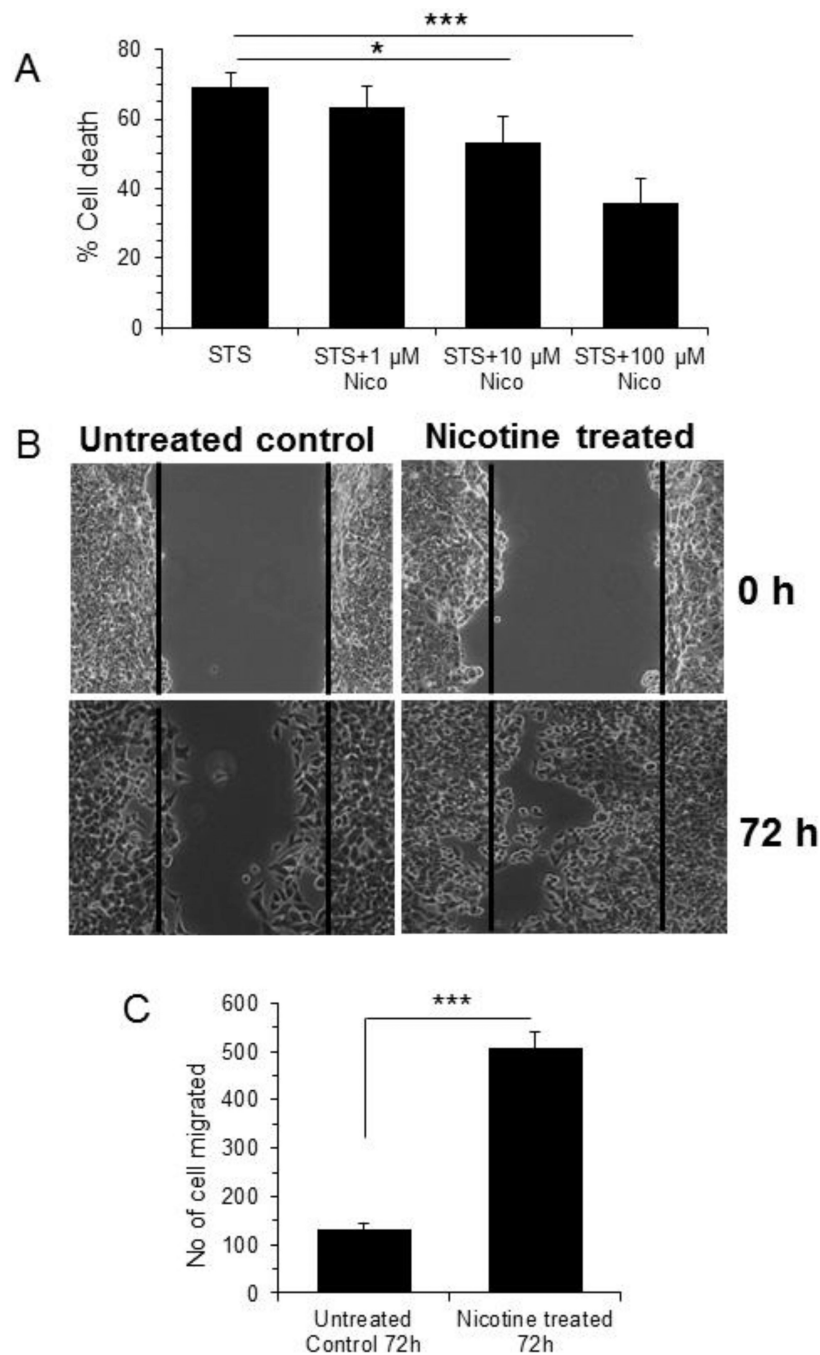 A
***
*
% Cell death
80
60
40
20
0
STS
STS+1 µM
Nico
STS+10 µM
Nico
STS+100 µM
Nico
B
Untreated control
Nicotine treated
0 h
72 h
C
***
No of cell migrated
600
500
400
300
200
100
0
Untreated
Control 72h
Nicotine treated
72h